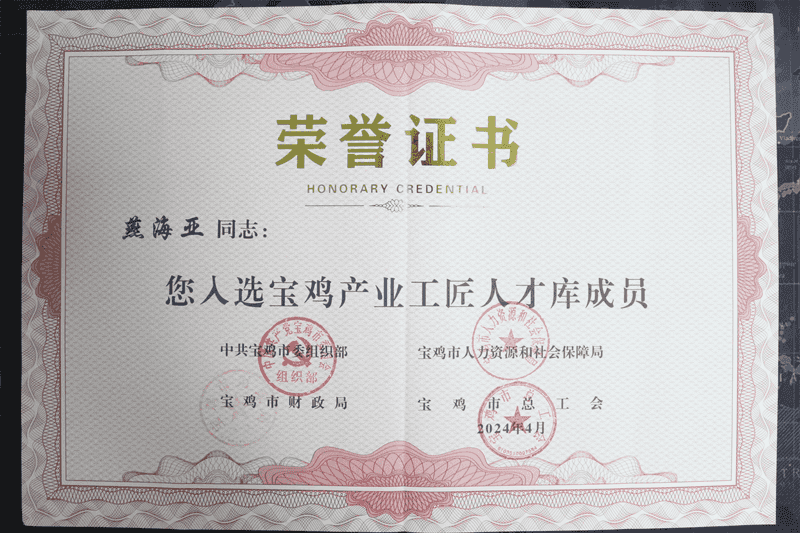 荣誉证书
HONORARY CREDENTIAL
燕海亚 同志：
您入选宝鸡产业工匠人才库成员
中共宝鸡市委组织部 宝鸡市人力资源和社会保障局
宝鸡市财政局 宝鸡市总工会
2024年4月